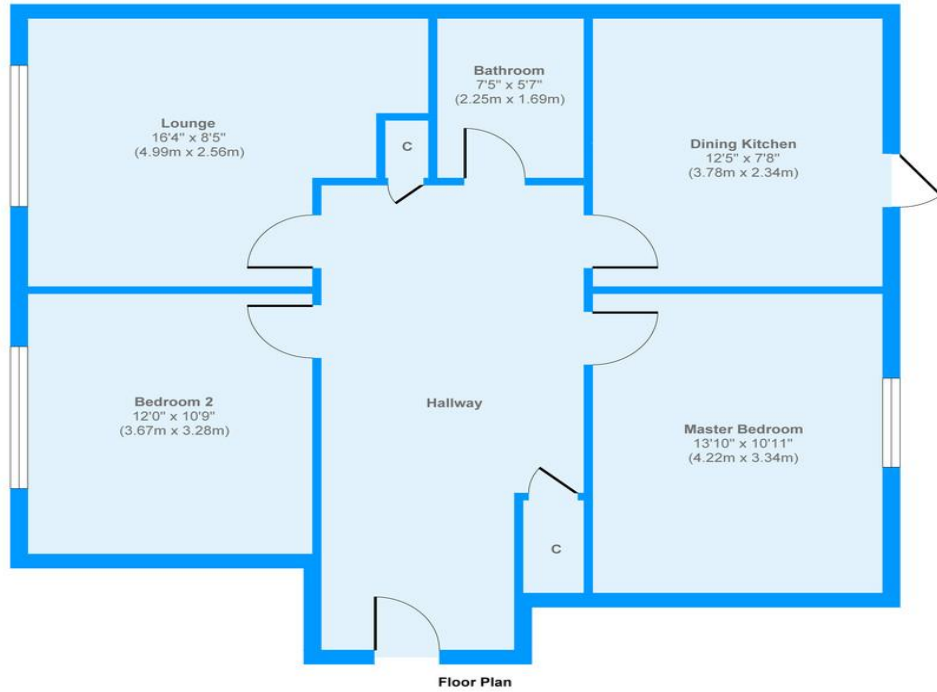 Lounge
16'4" x 8'5"
(4.99m x 2.56m)
C
Bathroom
7'5" x 5'7"
(2.25m x 1.69m)
Dining Kitchen
12'5" x 7'8"
(3.78m x 2.34m)
Bedroom 2
12'0" x 10'9"
(3.67m x 3.28m)
Hallway
Master Bedroom
13'10" x 10'11"
(4.22m x 3.34m)
C
Floor Plan